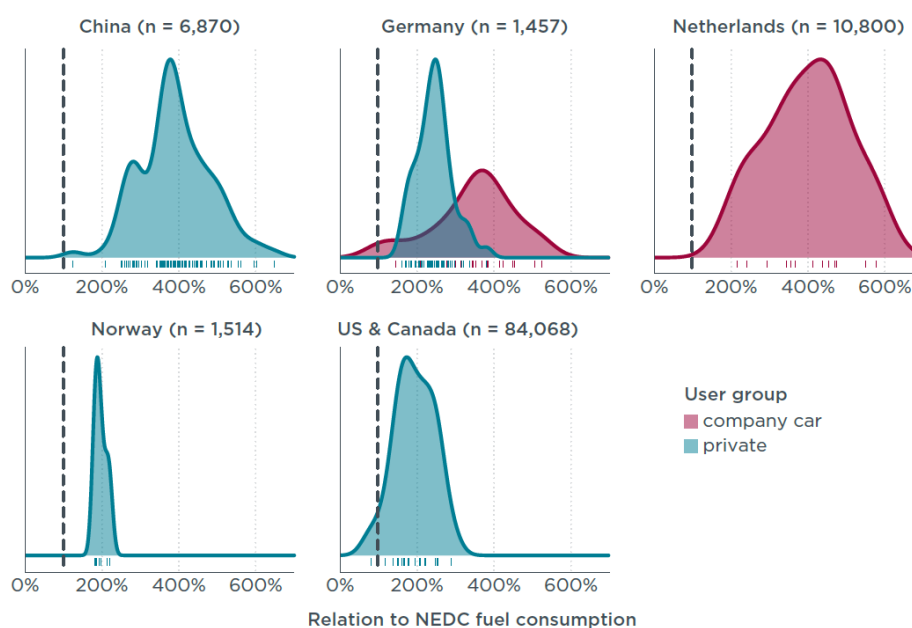 China (n = 6,870)
Germany (n = 1,457)
Netherlands (n = 10,800)
0% 200% 400% 600%
0% 200% 400% 600%
0% 200% 400% 600%
Norway (n = 1,514)
US & Canada (n = 84,068)
User group
company car
private
0% 200% 400% 600%
0% 200% 400% 600%
Relation to NEDC fuel consumption